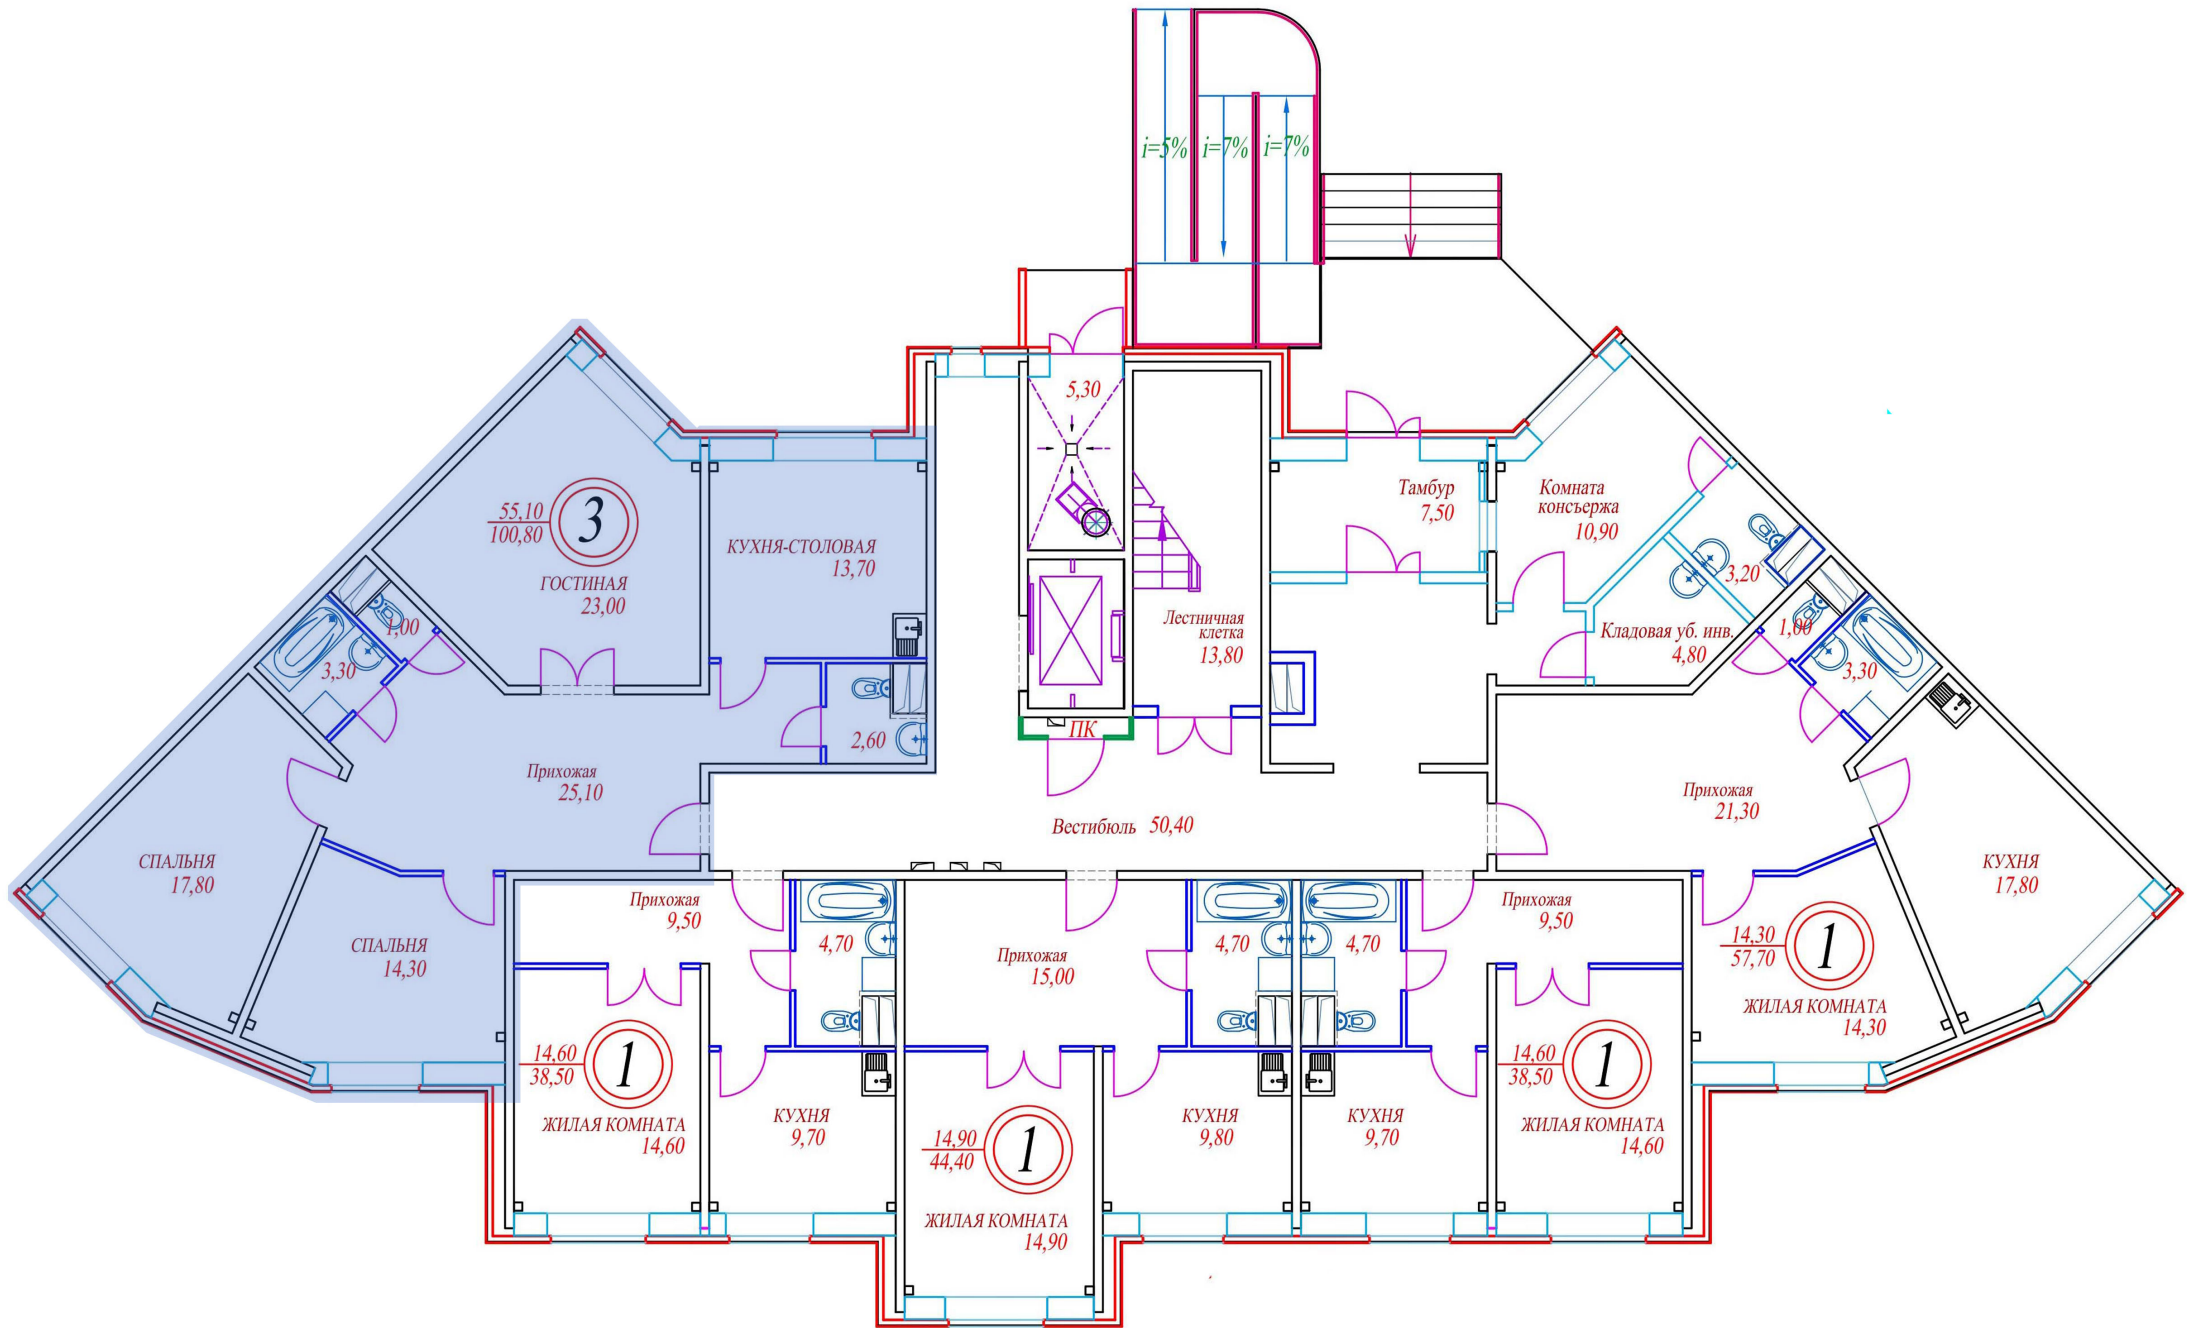 i=5%
i=7%
i=7%
5,30
55,10
100,80
3
ГОСТИНАЯ
23,00
КУХНЯ-СТОЛОВАЯ
13,70
1,00
3,30
2,60
Прихожая
25,10
СПАЛЬНЯ
17,80
СПАЛЬНЯ
14,30
Лестничная
клетка
13,80
ПК
Вестибюль 50,40
Тамбур
7,50
Комната
консьержа
10,90
3,20
Кладовая уб. инв.
4,80
1,00
3,30
Прихожая
21,30
КУХНЯ
17,80
14,30
57,70
1
ЖИЛАЯ КОМНАТА
14,30
Прихожая
9,50
4,70
14,60
38,50
1
ЖИЛАЯ КОМНАТА
14,60
КУХНЯ
9,70
Прихожая
15,00
4,70
14,90
44,40
1
ЖИЛАЯ КОМНАТА
14,90
КУХНЯ
9,80
4,70
КУХНЯ
9,70
Прихожая
9,50
14,60
38,50
1
ЖИЛАЯ КОМНАТА
14,60